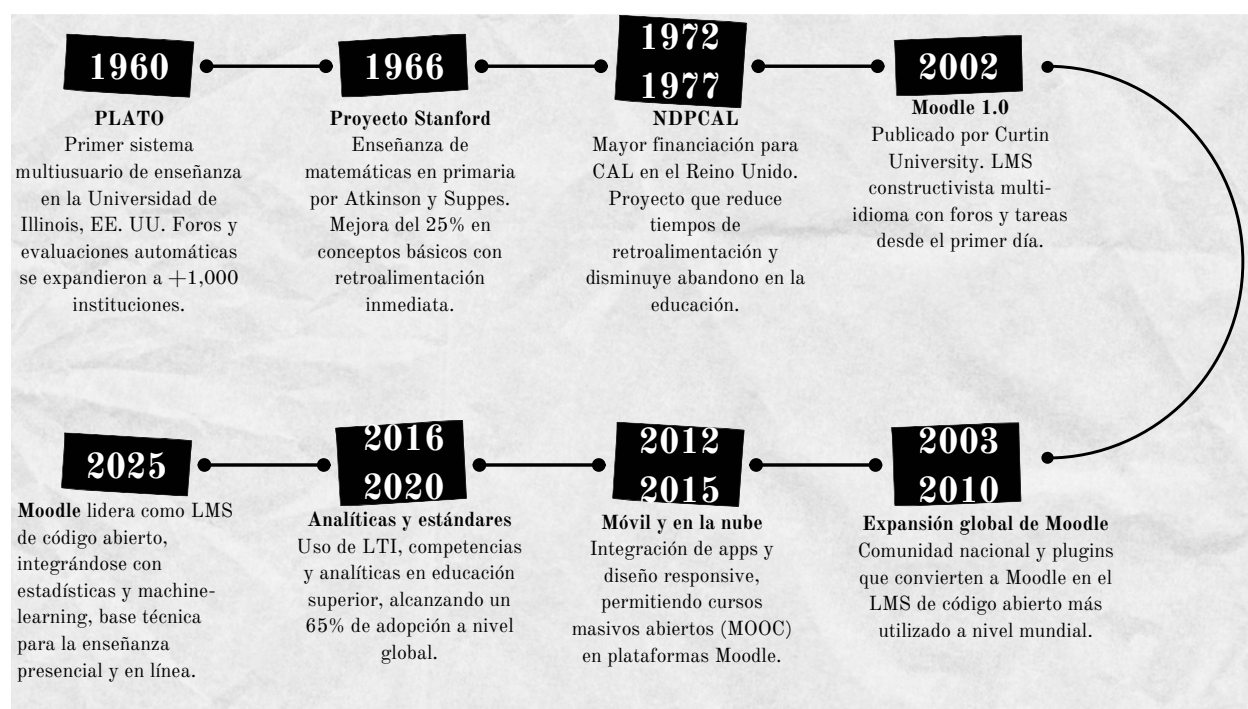 1960
PLATO
Primer sistema
multiusuario de enseñanza
en la Universidad de
Illinois, EE. UU. Foros y
evaluaciones automáticas
se expandieron a +1,000
instituciones.
1966
Proyecto Stanford
Enseñanza de
matemáticas en primaria
por Atkinson y Suppes.
Mejora del 25% en
conceptos básicos con
retroalimentación
inmediata.
1972
1977
NDPCAL
Mayor financiación para
CAL en el Reino Unido.
Proyecto que reduce
tiempos de
retroalimentación y
disminuye abandono en la
educación.
2002
Moodle 1.0
Publicado por Curtin
University. LMS
constructivista multi-
idioma con foros y tareas
desde el primer día.
2003
2010
Expansión global de Moodle
Comunidad nacional y plugins
que convierten a Moodle en el
LMS de código abierto más
utilizado a nivel mundial.
2012
2015
Móvil y en la nube
Integración de apps y
diseño responsive,
permitiendo cursos
masivos abiertos (MOOC)
en plataformas Moodle.
2016
2020
Analíticas y estándares
Uso de LTI, competencias
y analíticas en educación
superior, alcanzando un
65% de adopción a nivel
global.
2025
Moodle lidera como LMS
de código abierto,
integrándose con
estadísticas y machine-
learning, base técnica
para la enseñanza
presencial y en línea.